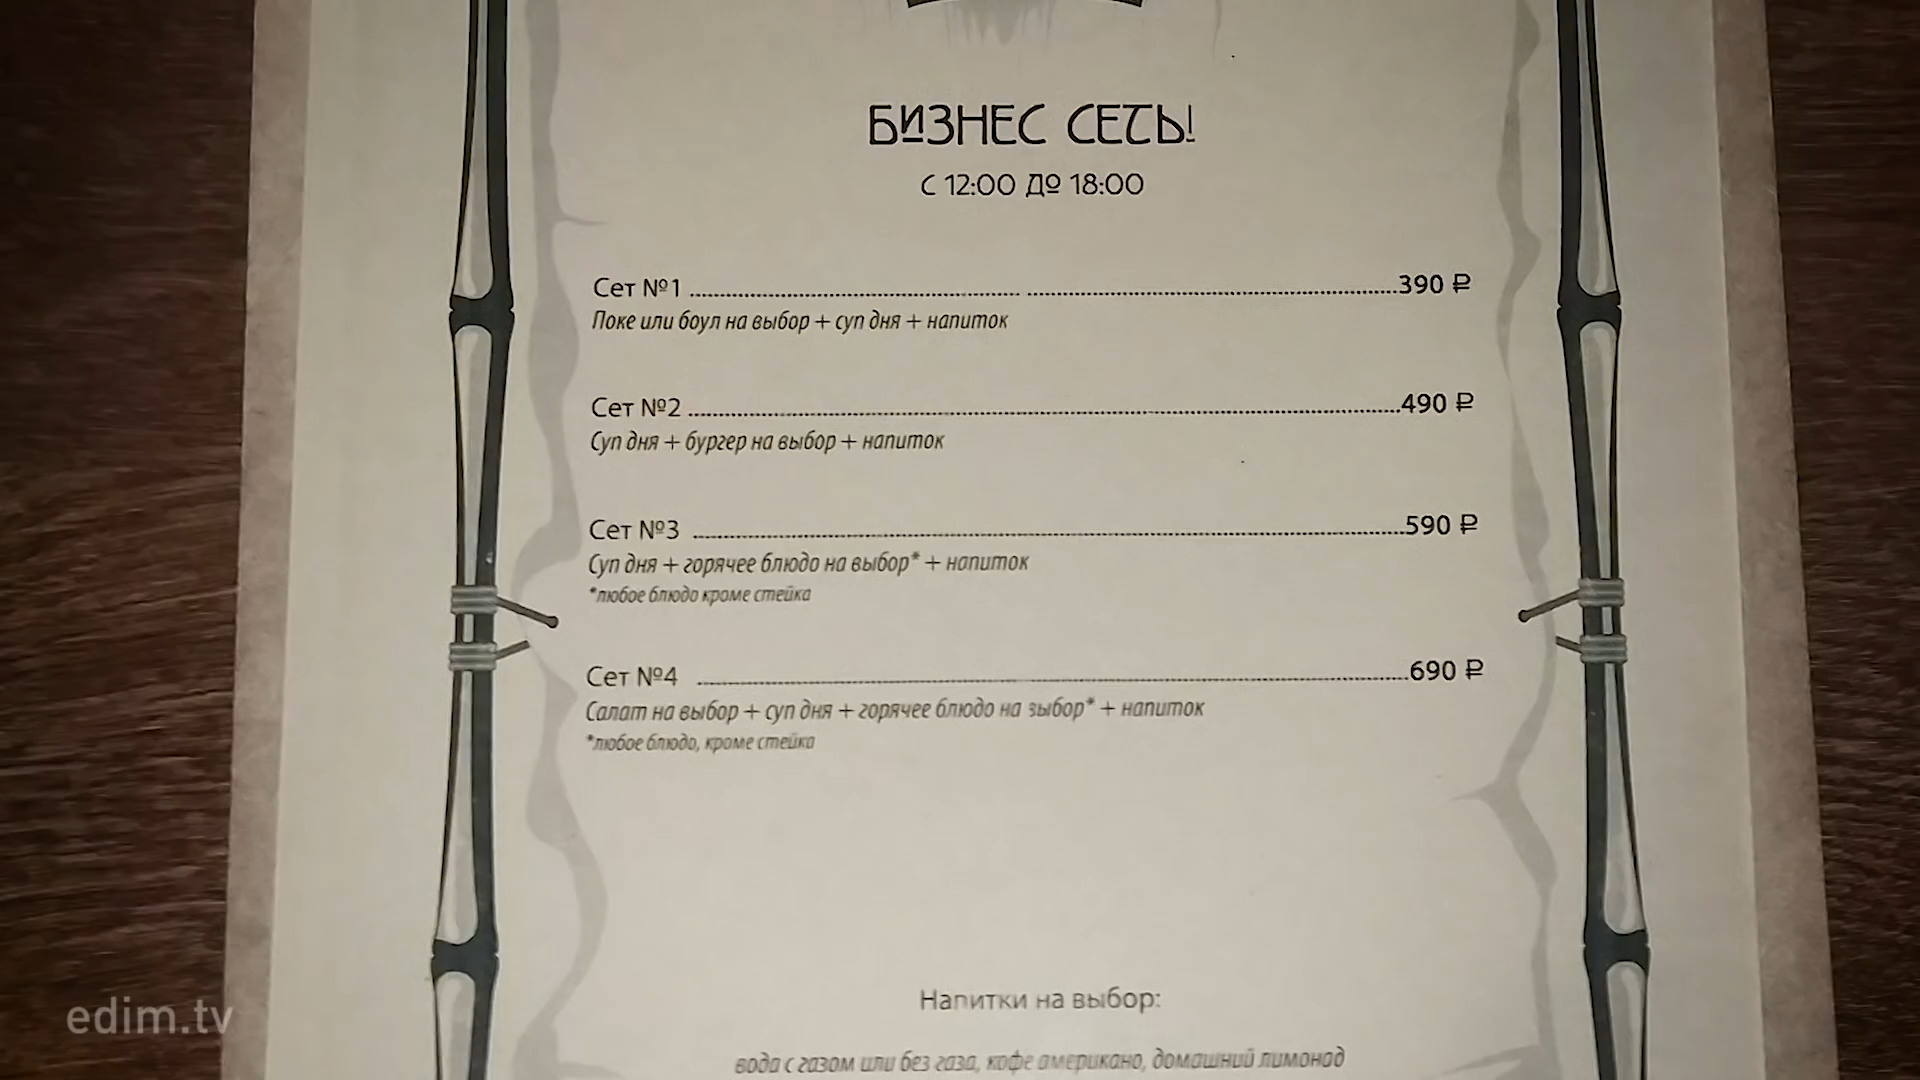 БИЗНЕС СЕТЫ!
С 12:00 ДО 18:00
Сет №1 ........ 390 ₽
Поке или боул на выбор + суп дня + напиток
Сет №2 ........ 490 ₽
Суп дня + бургер на выбор + напиток
Сет №3 ........ 590 ₽
Суп дня + горячее блюдо на выбор* + напиток
*любое блюдо кроме стейка
Сет №4 ........ 690 ₽
Салат на выбор + суп дня + горячее блюдо на выбор* + напиток
*любое блюдо, кроме стейка
Напитки на выбор:
вода с газом или без газа, кофе американо, домашний лимонад
edim.tv